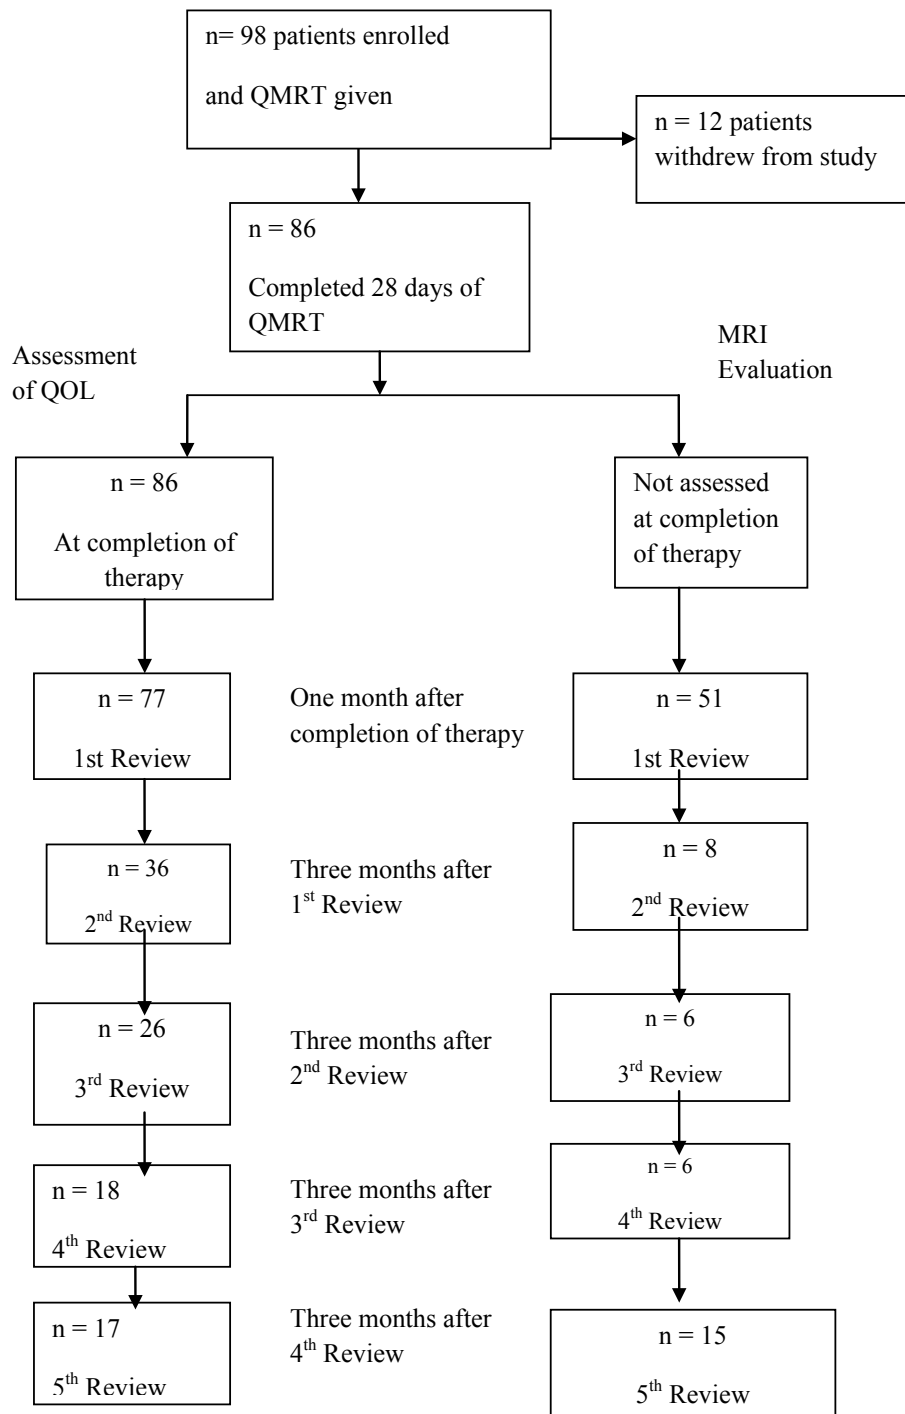 n= 98 patients enrolled
and QMRT given
n = 12 patients
withdrew from study
n = 86
Completed 28 days of
QMRT
Assessment
of QOL
MRI
Evaluation
n = 86
At completion of
therapy
Not assessed
at completion
of therapy
n = 77
1st Review
One month after
completion of therapy
n = 51
1st Review
n = 36
2nd Review
Three months after
1st Review
n = 8
2nd Review
n = 26
3rd Review
Three months after
2nd Review
n = 6
3rd Review
n = 18
4th Review
Three months after
3rd Review
n = 6
4th Review
n = 17
5th Review
Three months after
4th Review
n = 15
5th Review